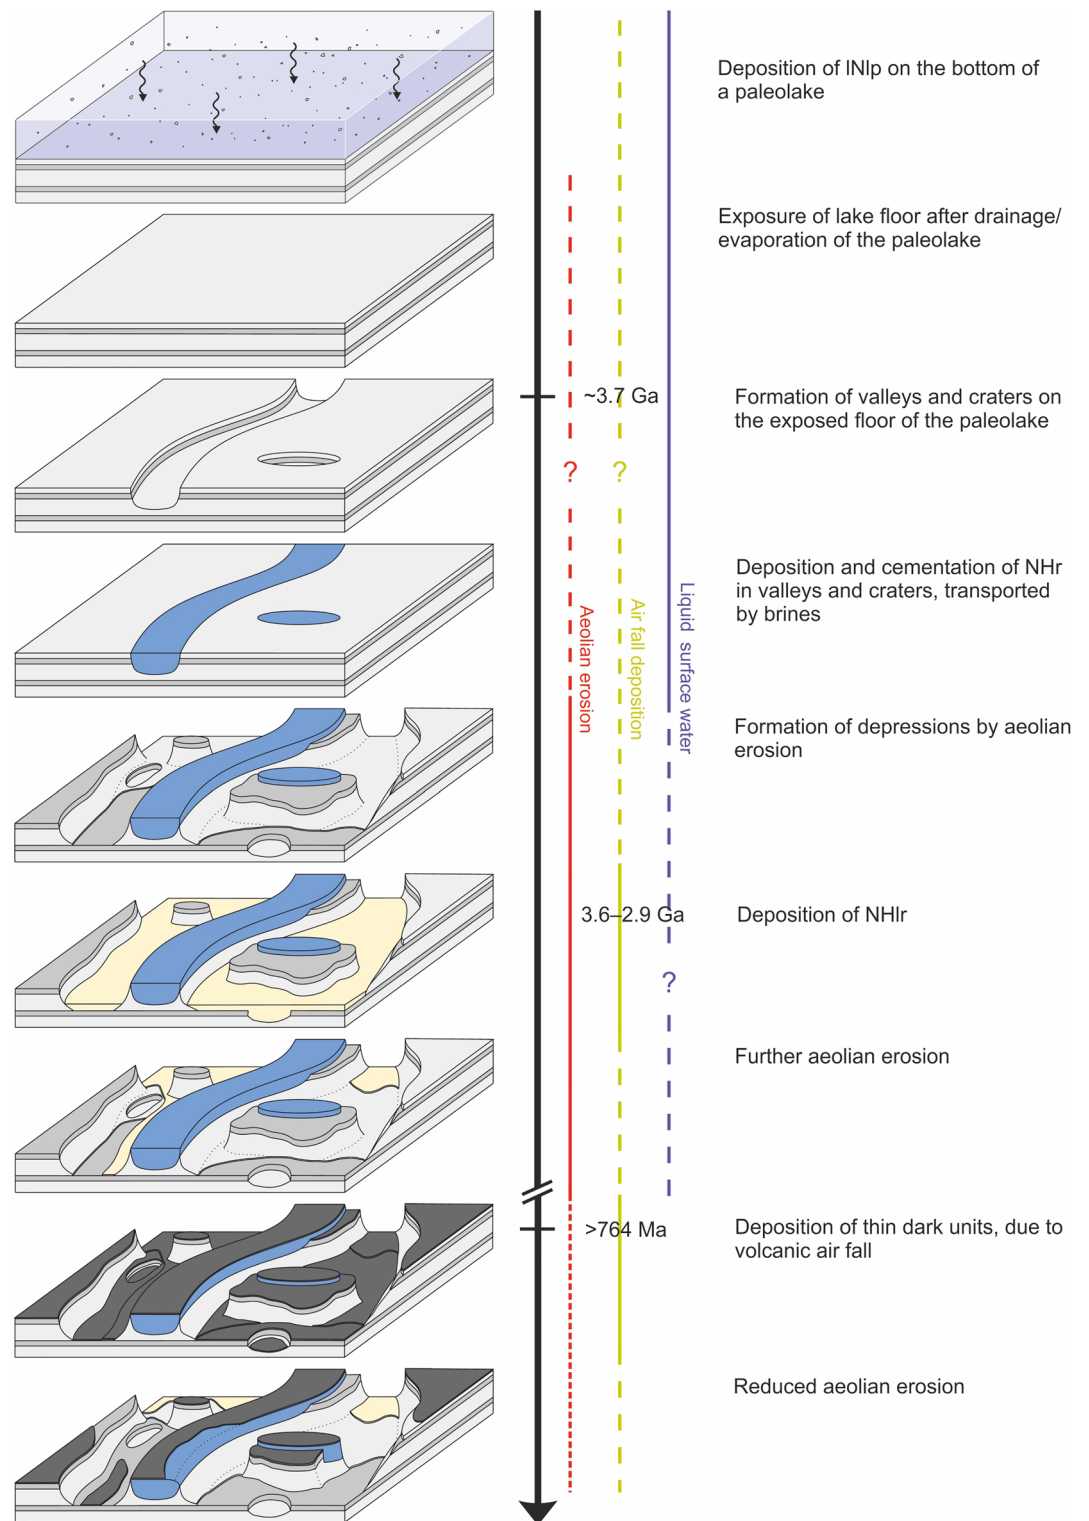 Deposition of lNlp on the bottom of
a paleolake
Exposure of lake floor after drainage/
evaporation of the paleolake
~3.7 Ga
Formation of valleys and craters on
the exposed floor of the paleolake
?
?
Deposition and cementation of NHr
in valleys and craters, transported
by brines
Aeolian erosion
Air fall deposition
Liquid surface water
Formation of depressions by aeolian
erosion
3.6–2.9 Ga
Deposition of NHlr
?
Further aeolian erosion
>764 Ma
Deposition of thin dark units, due to
volcanic air fall
Reduced aeolian erosion